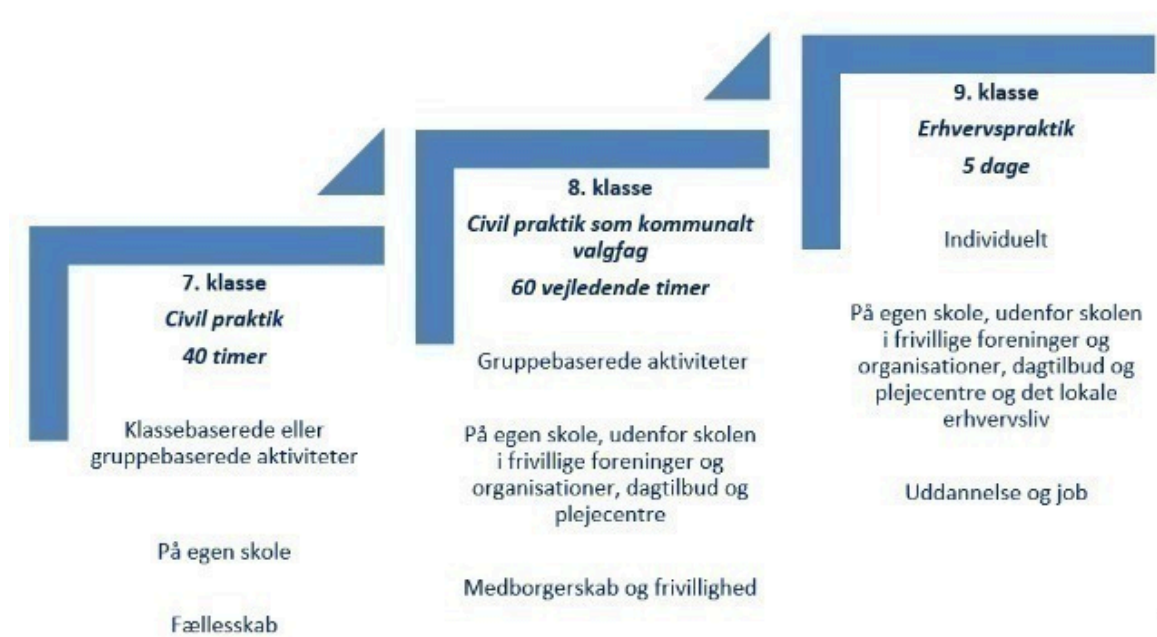 7. klasse
Civil praktik
40 timer
Klassebaserede eller
gruppebaserede aktiviteter
På egen skole
Fællesskab
8. klasse
Civil praktik som kommunalt
valgfag
60 vejledende timer
Gruppebaserede aktiviteter
På egen skole, udenfor skolen
i frivillige foreninger og
organisationer, dagtilbud og
plejecentre
Medborgerskab og frivillighed
9. klasse
Erhvervspraktik
5 dage
Individuelt
På egen skole, udenfor skolen
i frivillige foreninger og
organisationer, dagtilbud og
plejecentre og det lokale
erhvervsliv
Uddannelse og job